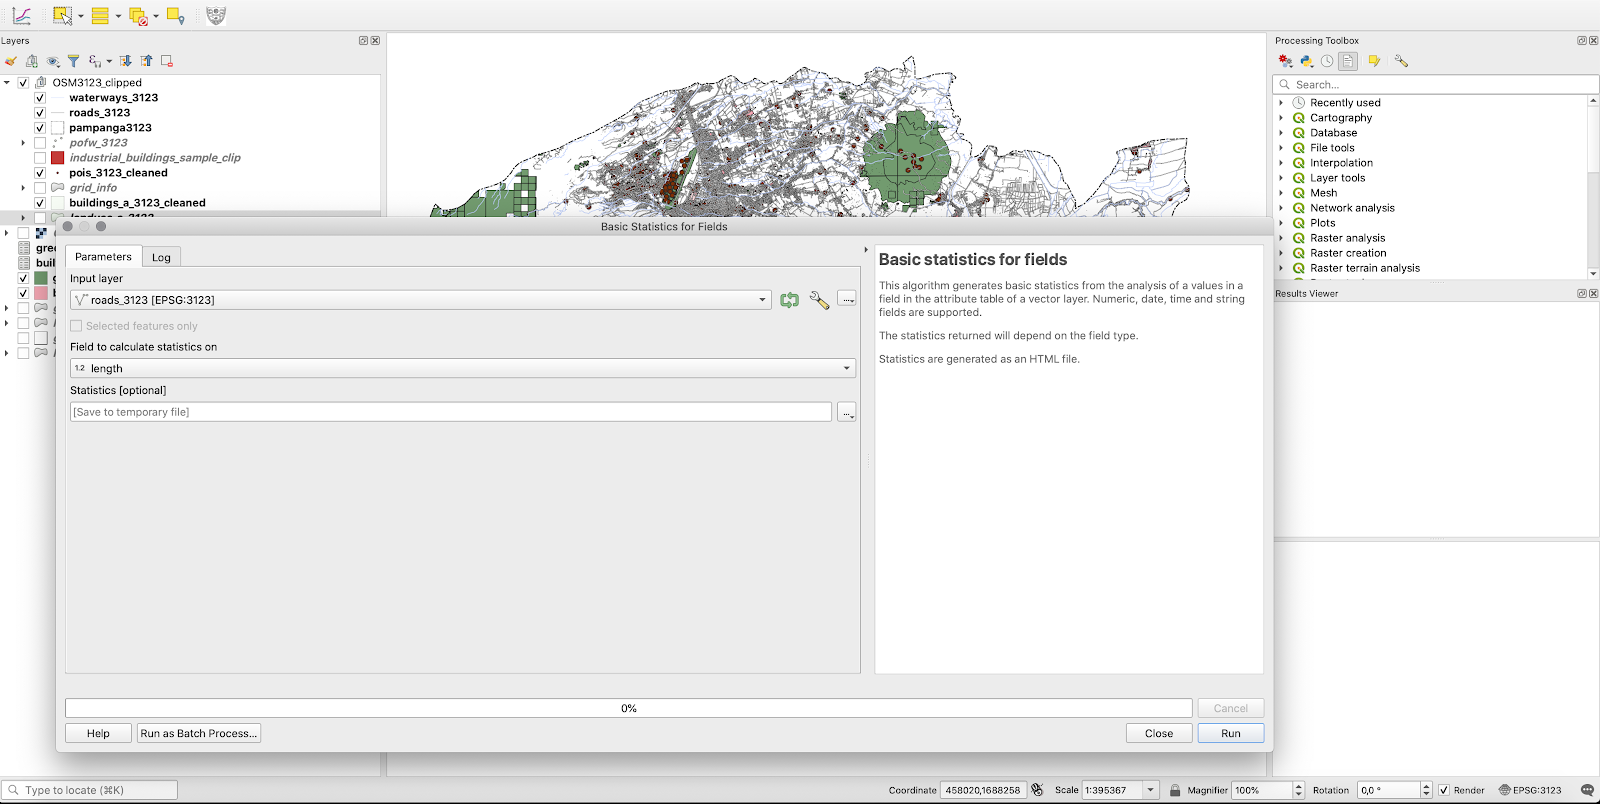 Layers
OSM3123_clipped
waterways_3123
roads_3123
pampanga3123
pofw_3123
industrial_buildings_sample_clip
pois_3123_cleaned
grid_info
buildings_a_3123_cleaned
gree
buil
Basic Statistics for Fields
Parameters
Log
Input layer
roads_3123 [EPSG:3123]
...
Selected features only
Field to calculate statistics on
1.2 length
Statistics [optional]
[Save to temporary file]
...
Basic statistics for fields
This algorithm generates basic statistics from the analysis of a values in a
field in the attribute table of a vector layer. Numeric, date, time and string
fields are supported.
The statistics returned will depend on the field type.
Statistics are generated as an HTML file.
0%
Cancel
Help
Run as Batch Process...
Close
Run
Processing Toolbox
Search...
Recently used
Cartography
Database
File tools
Interpolation
Layer tools
Mesh
Network analysis
Plots
Raster analysis
Raster creation
Raster terrain analysis
Results Viewer
Type to locate (⌘K)
Coordinate 458020,1688258
Scale 1:395367
Magnifier 100%
Rotation 0,0 °
Render
EPSG:3123